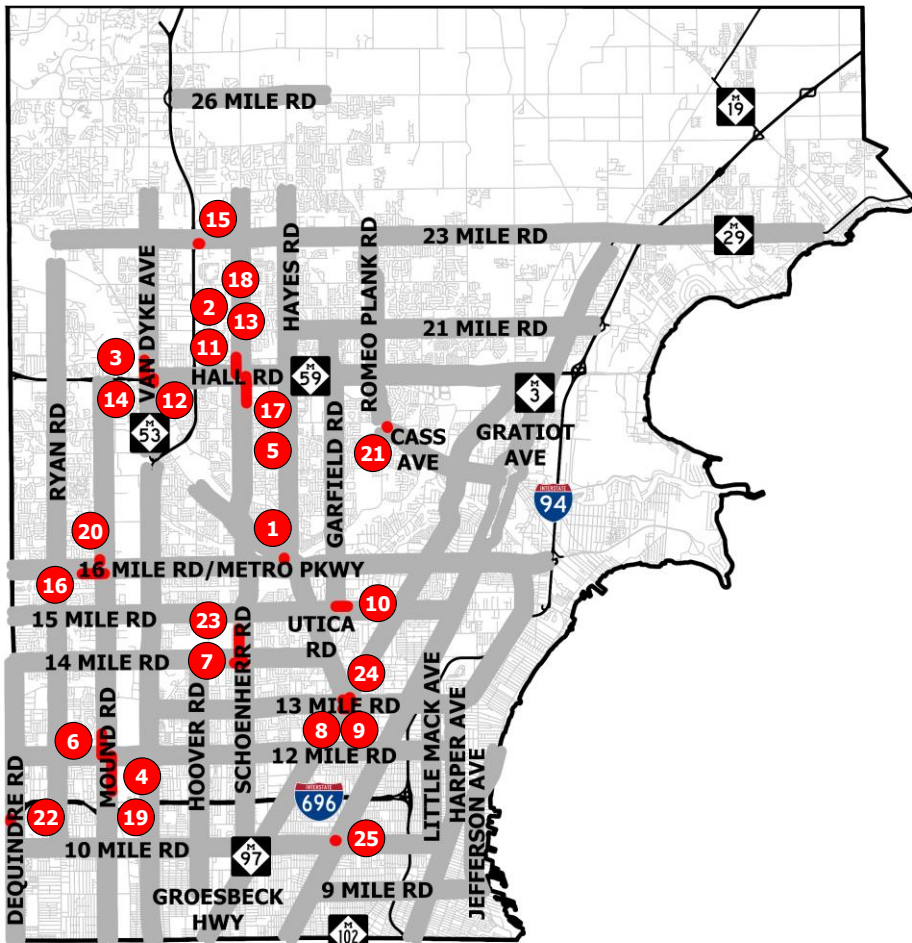 26 MILE RD
M
19
15
23 MILE RD
M
29
VAN DYKE AVE
HAYES RD
ROMEO PLANK RD
18
2
13
21 MILE RD
11
3
HALL RD
M
59
M
3
14
12
17
M
53
RYAN RD
5
GARFIELD RD
21
CASS
AVE
GRATIOT
AVE
INTERSTATE
94
20
1
16 MILE RD/METRO PKWY
16
15 MILE RD
23
10
UTICA
RD
14 MILE RD
7
24
13 MILE RD
8
9
12 MILE RD
6
MOUND RD
HOOVER RD
SCHOENHERR RD
LITTLE MACK AVE
HARPER AVE
JEFFERSON AVE
4
INTERSTATE
696
DEQUINDRE RD
22
19
25
10 MILE RD
M
97
GROESBECK
HWY
9 MILE RD
M
102